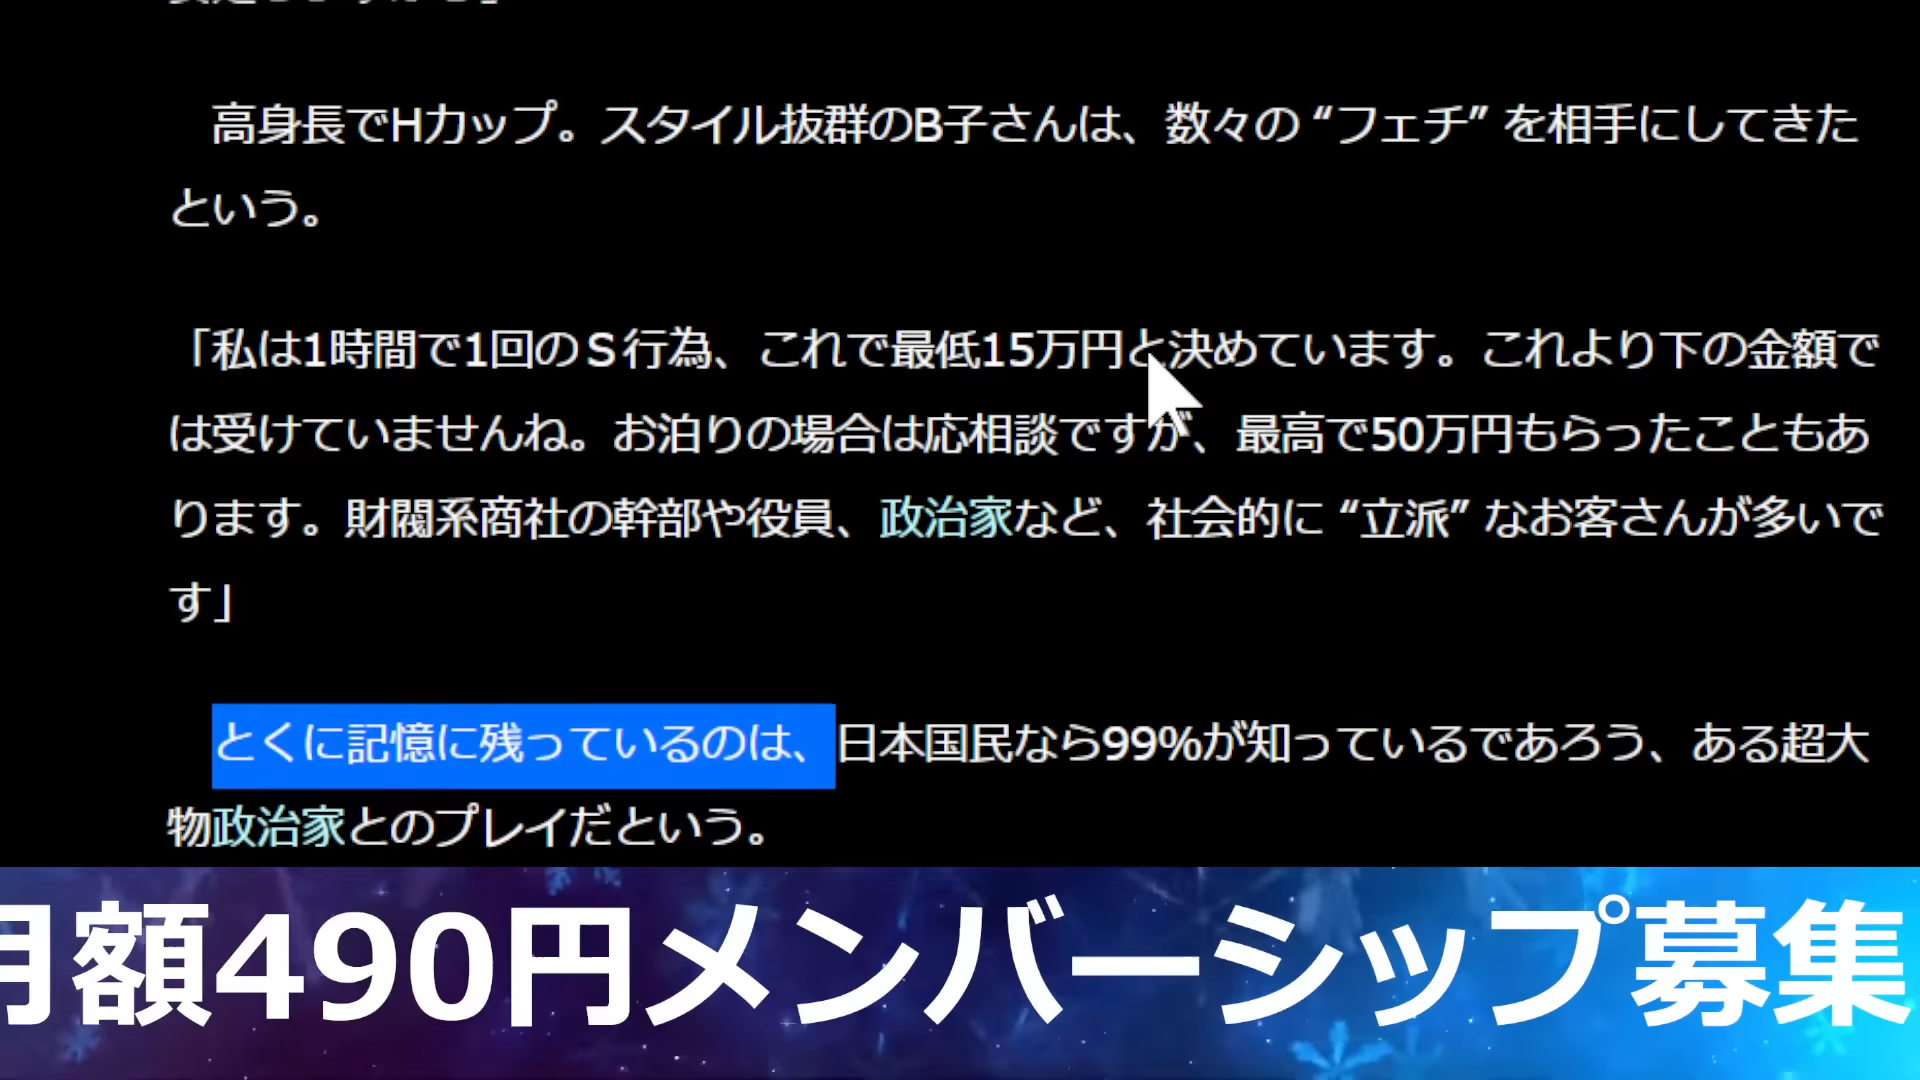 高身長でHカップ。スタイル抜群のB子さんは、数々の“フェチ”を相手にしてきた
という。
「私は1時間で1回のＳ行為、これで最低15万円と決めています。これより下の金額で
は受けていませんね。お泊りの場合は応相談ですが、最高で50万円もらったこともあ
ります。財閥系商社の幹部や役員、政治家など、社会的に“立派”なお客さんが多いで
す」
とくに記憶に残っているのは、日本国民なら99%が知っているであろう、ある超大
物政治家とのプレイだという。
月額490円メンバーシップ募集